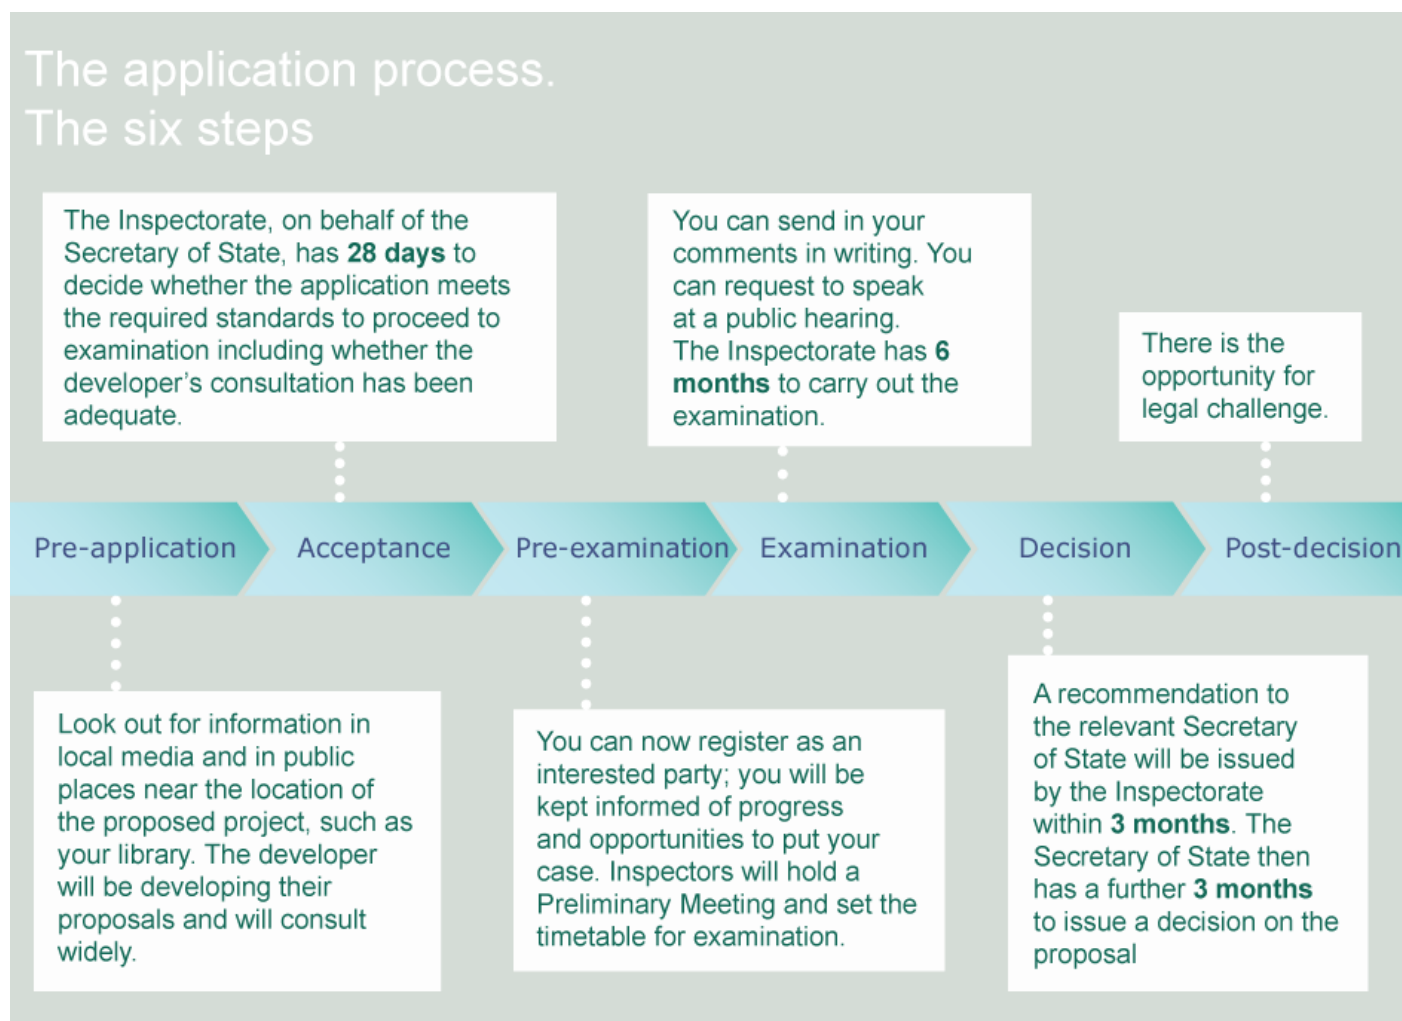 The application process.
The six steps
The Inspectorate, on behalf of the
Secretary of State, has 28 days to
decide whether the application meets
the required standards to proceed to
examination including whether the
developer’s consultation has been
adequate.
You can send in your
comments in writing. You
can request to speak
at a public hearing.
The Inspectorate has 6
months to carry out the
examination.
There is the
opportunity for
legal challenge.
Pre-application
Acceptance
Pre-examination
Examination
Decision
Post-decision
Look out for information in
local media and in public
places near the location of
the proposed project, such as
your library. The developer
will be developing their
proposals and will consult
widely.
You can now register as an
interested party; you will be
kept informed of progress
and opportunities to put your
case. Inspectors will hold a
Preliminary Meeting and set the
timetable for examination.
A recommendation to
the relevant Secretary
of State will be issued
by the Inspectorate
within 3 months. The
Secretary of State then
has a further 3 months
to issue a decision on the
proposal